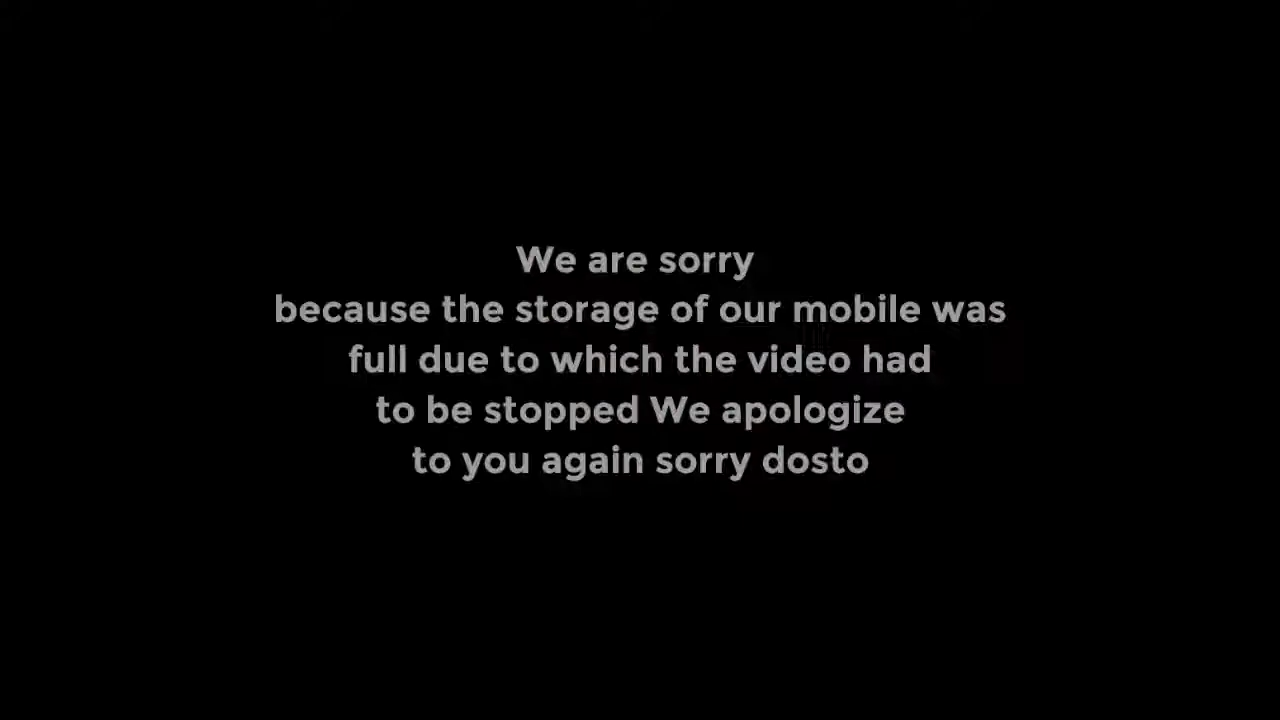 We are sorry
because the storage of our mobile was
full due to which the video had
to be stopped We apologize
to you again sorry dosto